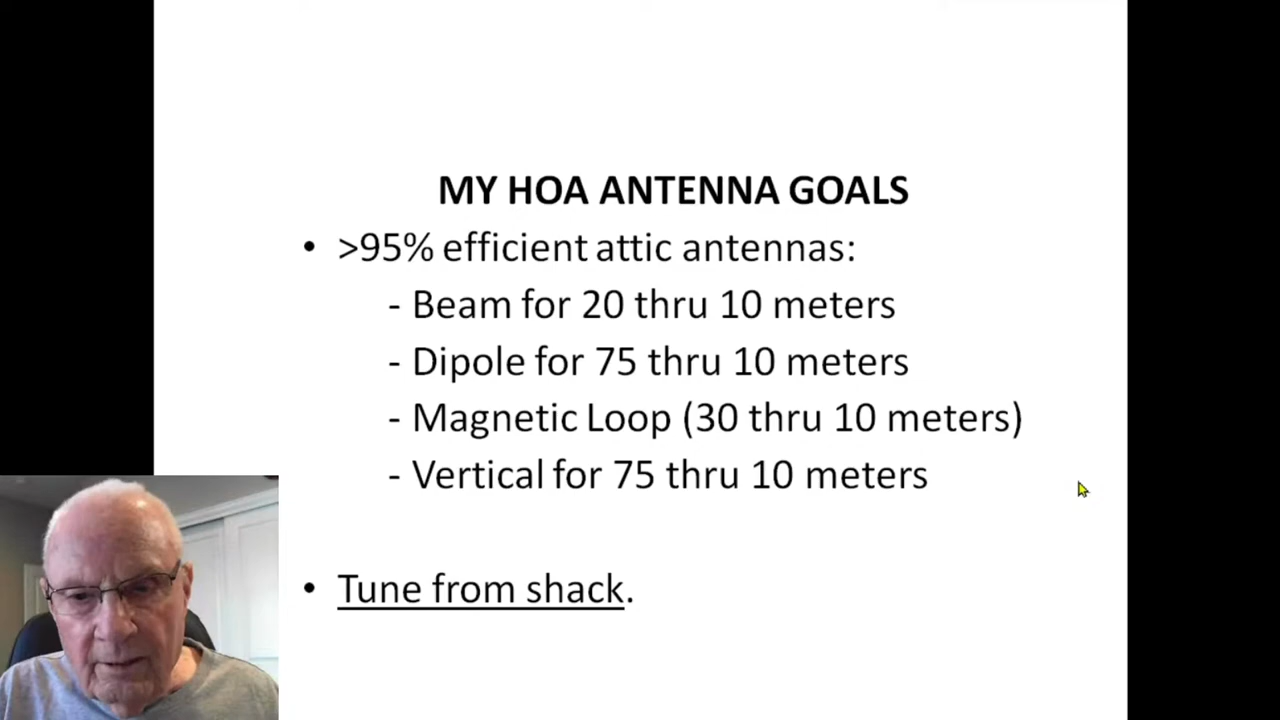 MY HOA ANTENNA GOALS
• >95% efficient attic antennas:
- Beam for 20 thru 10 meters
- Dipole for 75 thru 10 meters
- Magnetic Loop (30 thru 10 meters)
- Vertical for 75 thru 10 meters
• Tune from shack.